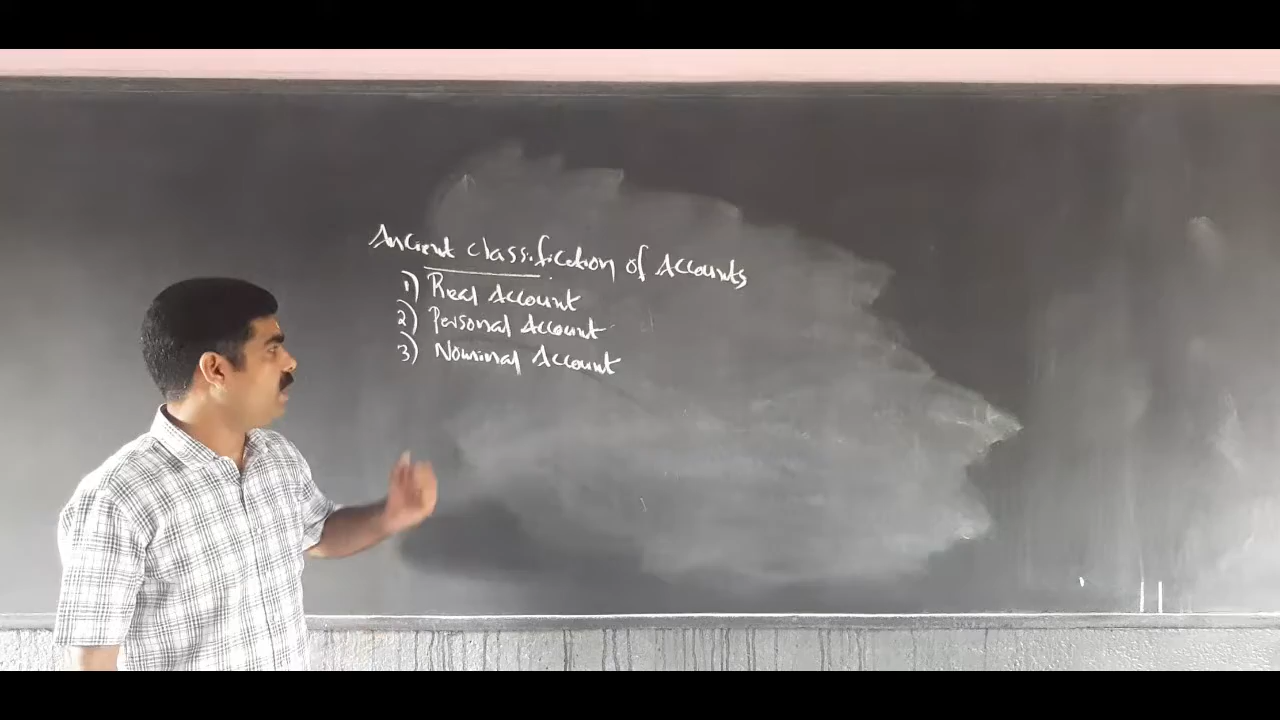 Ancient classification of Accounts
1) Real Account
2) Personal Account
3) Nominal Account